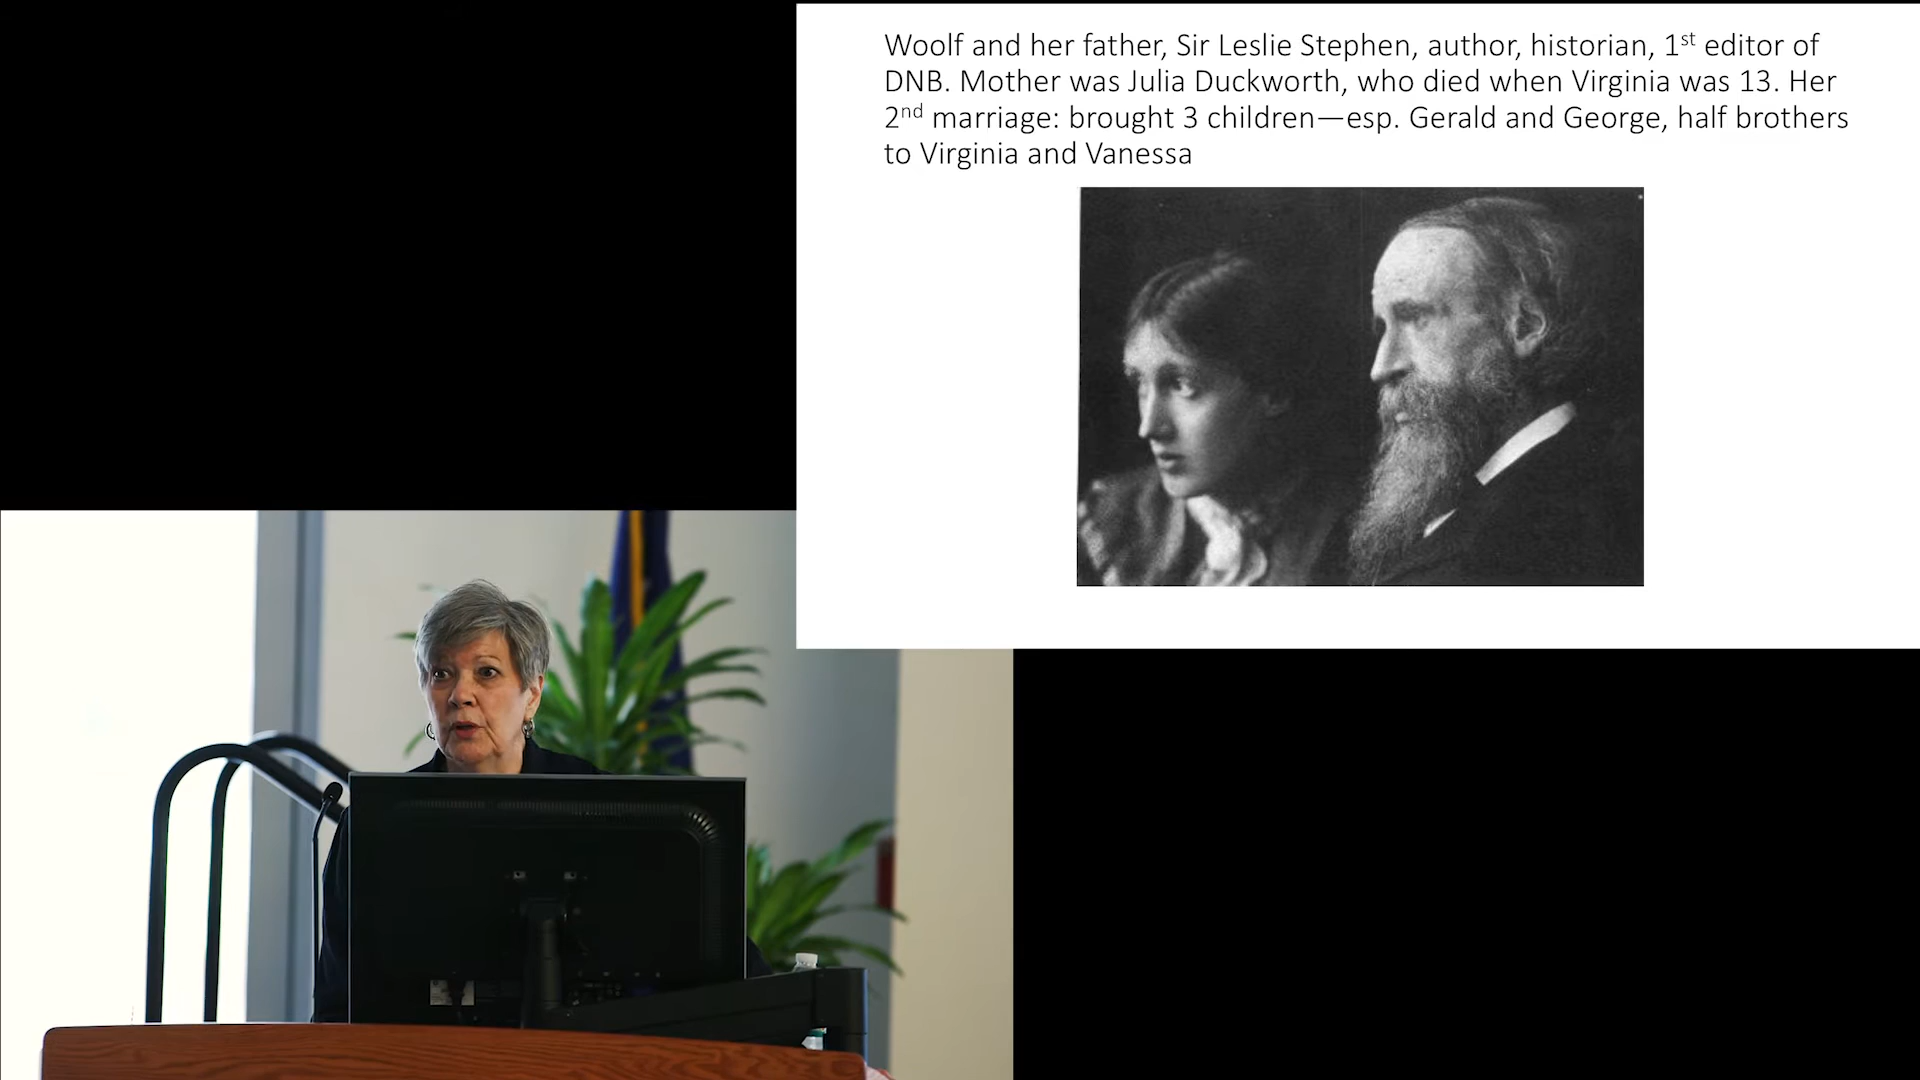 Woolf and her father, Sir Leslie Stephen, author, historian, 1st editor of
DNB. Mother was Julia Duckworth, who died when Virginia was 13. Her
2nd marriage: brought 3 children—esp. Gerald and George, half brothers
to Virginia and Vanessa